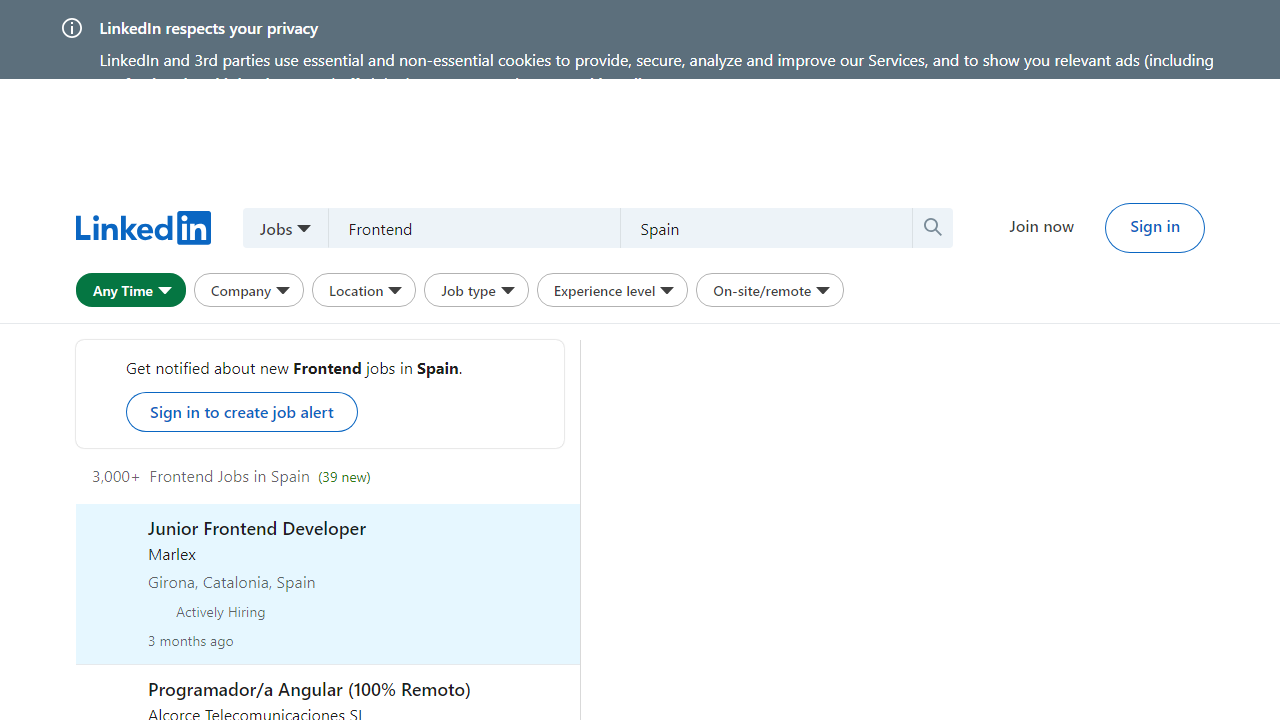 LinkedIn respects your privacy
LinkedIn and 3rd parties use essential and non-essential cookies to provide, secure, analyze and improve our Services, and to show you relevant ads (including
Linkedin
Jobs
Frontend
Spain
Join now
Sign in
Any Time
Company
Location
Job type
Experience level
On-site/remote
Get notified about new Frontend jobs in Spain.
Sign in to create job alert
3,000+ Frontend Jobs in Spain (39 new)
Junior Frontend Developer
Marlex
Girona, Catalonia, Spain
Actively Hiring
3 months ago
Programador/a Angular (100% Remoto)
Alcorce Telecomunicaciones SL